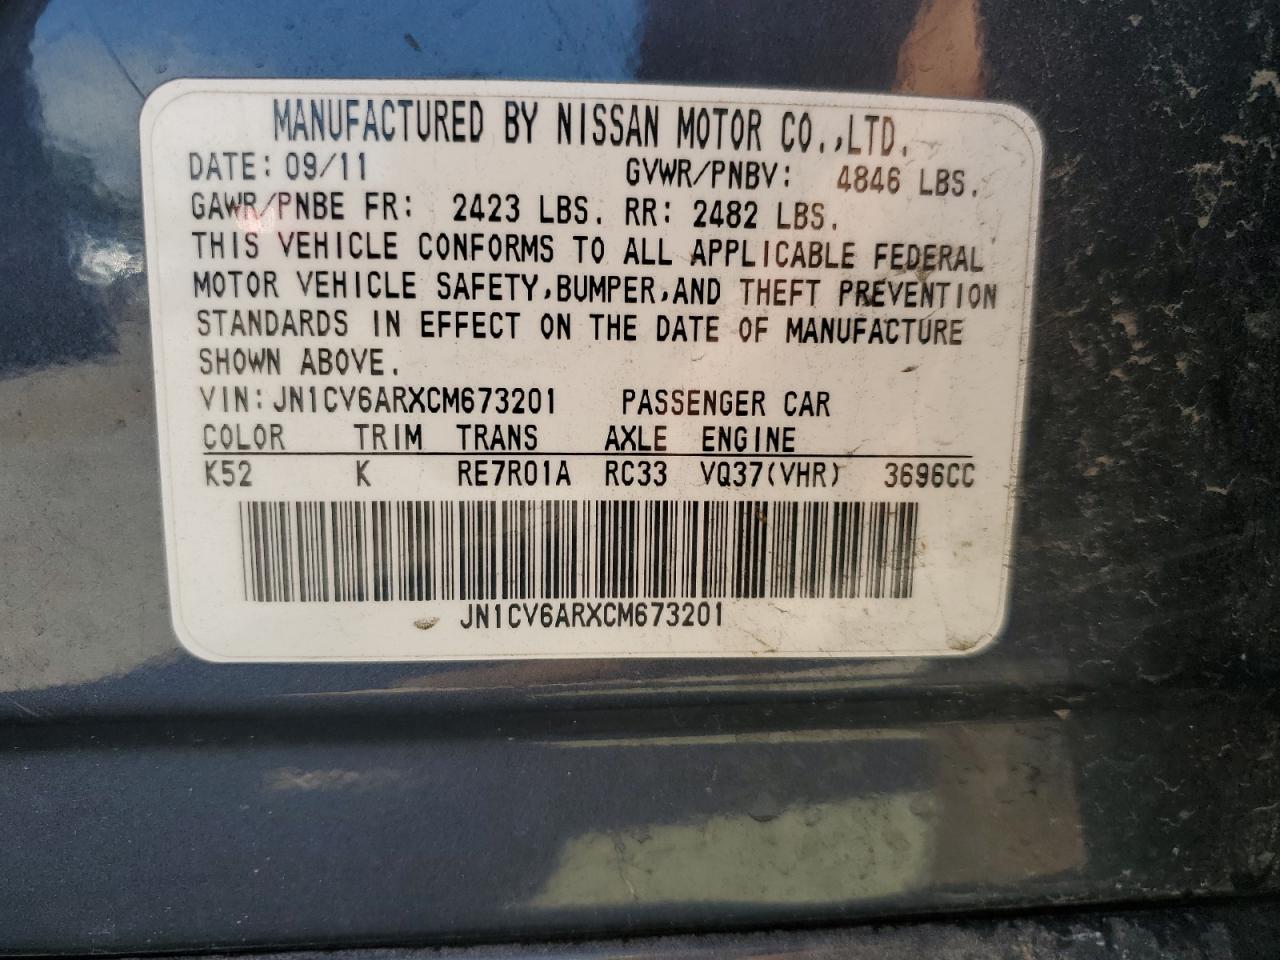 MANUFACTURED BY NISSAN MOTOR CO.,LTD.
DATE: 09/11 GVWR/PNBV: 4846 LBS.
GAWR/PNBE FR: 2423 LBS. RR: 2482 LBS.
THIS VEHICLE CONFORMS TO ALL APPLICABLE FEDERAL
MOTOR VEHICLE SAFETY,BUMPER,AND THEFT PREVENTION
STANDARDS IN EFFECT ON THE DATE OF MANUFACTURE
SHOWN ABOVE.
VIN: JN1CV6ARXCM673201 PASSENGER CAR
COLOR TRIM TRANS AXLE ENGINE
K52 K RE7R01A RC33 VQ37(VHR) 3696CC
JN1CV6ARXCM673201